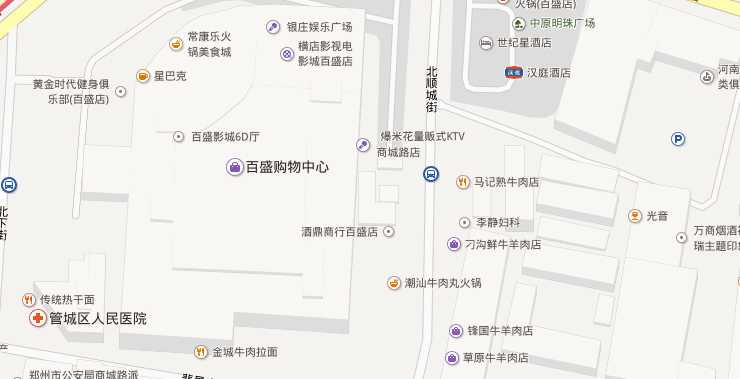 火锅(百盛店)
中原明珠广场
银庄娱乐广场
常康乐火
锅美食城
横店影视电
影城百盛店
世纪星酒店
汉庭
汉庭酒店
河南
类俱
星巴克
黄金时代健身俱
乐部(百盛店)
北顺城街
百盛影城6D厅
爆米花量贩式KTV
商城路店
P
百盛购物中心
马记熟牛肉店
北下街
光音
李静妇科
酒鼎商行百盛店
万商烟酒
瑞主题印
刁沟鲜牛羊肉店
潮汕牛肉丸火锅
传统热干面
管城区人民医院
锋国牛羊肉店
金城牛肉拉面
草原牛羊肉店
郑州市公安局商城路派